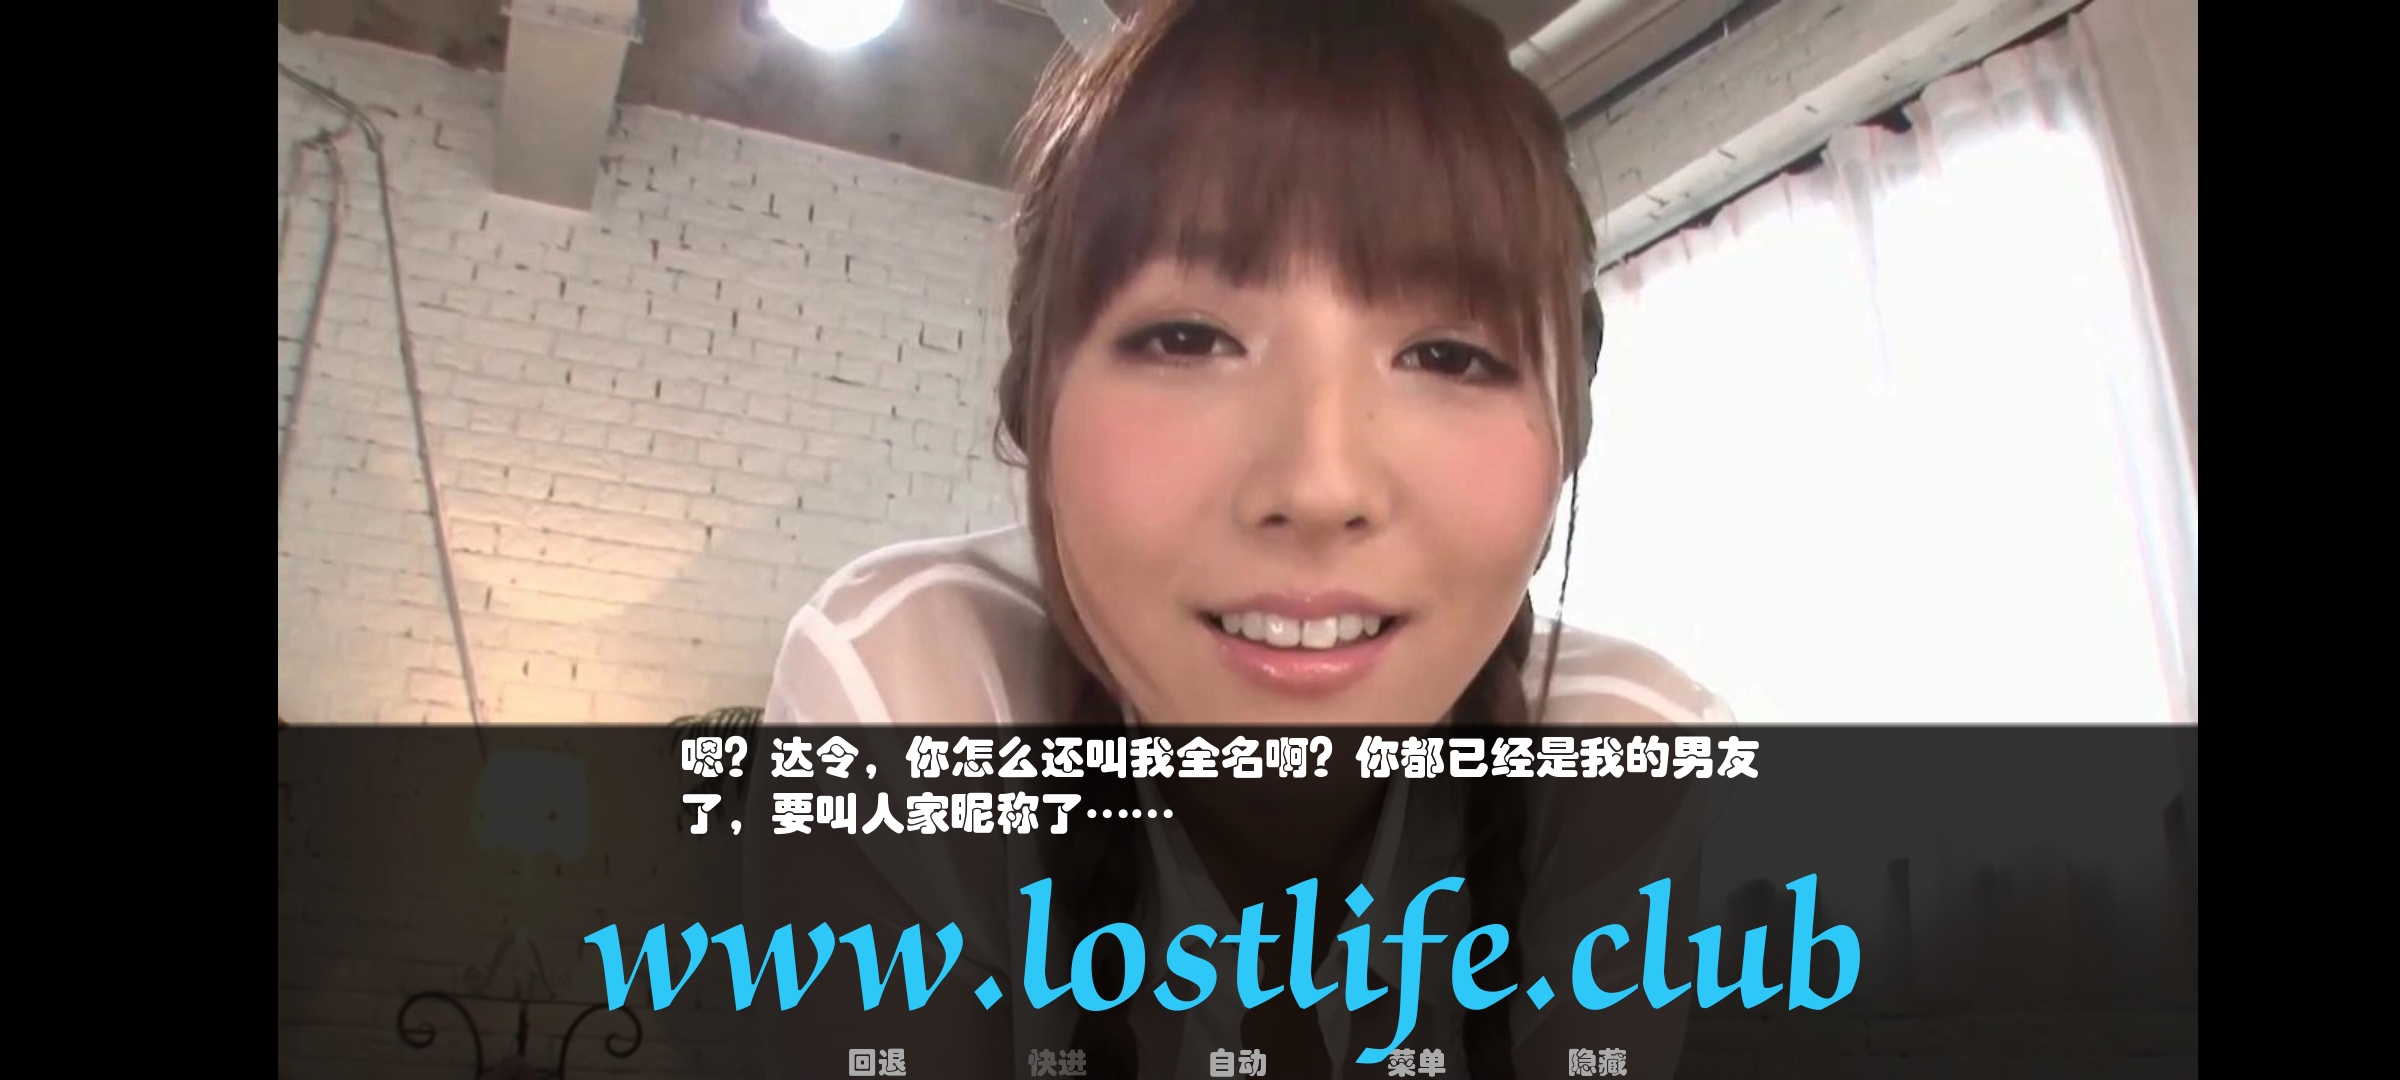 嗯？达令，你怎么还叫我全名啊？你都已经是我的男友
了，要叫人家昵称了……
www.lostlife.club
回退 快进 自动 菜单 隐藏